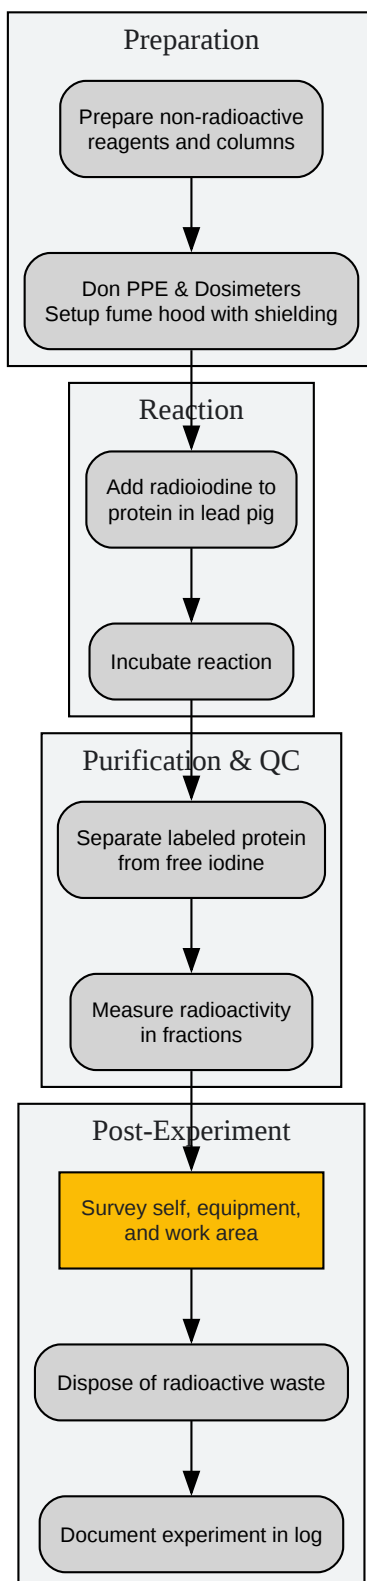 Preparation
Prepare non-radioactive
reagents and columns
Don PPE & Dosimeters
Setup fume hood with shielding
Reaction
Add radioiodine to
protein in lead pig
Incubate reaction
Purification & QC
Separate labeled protein
from free iodine
Measure radioactivity
in fractions
Post-Experiment
Survey self, equipment,
and work area
Dispose of radioactive waste
Document experiment in log